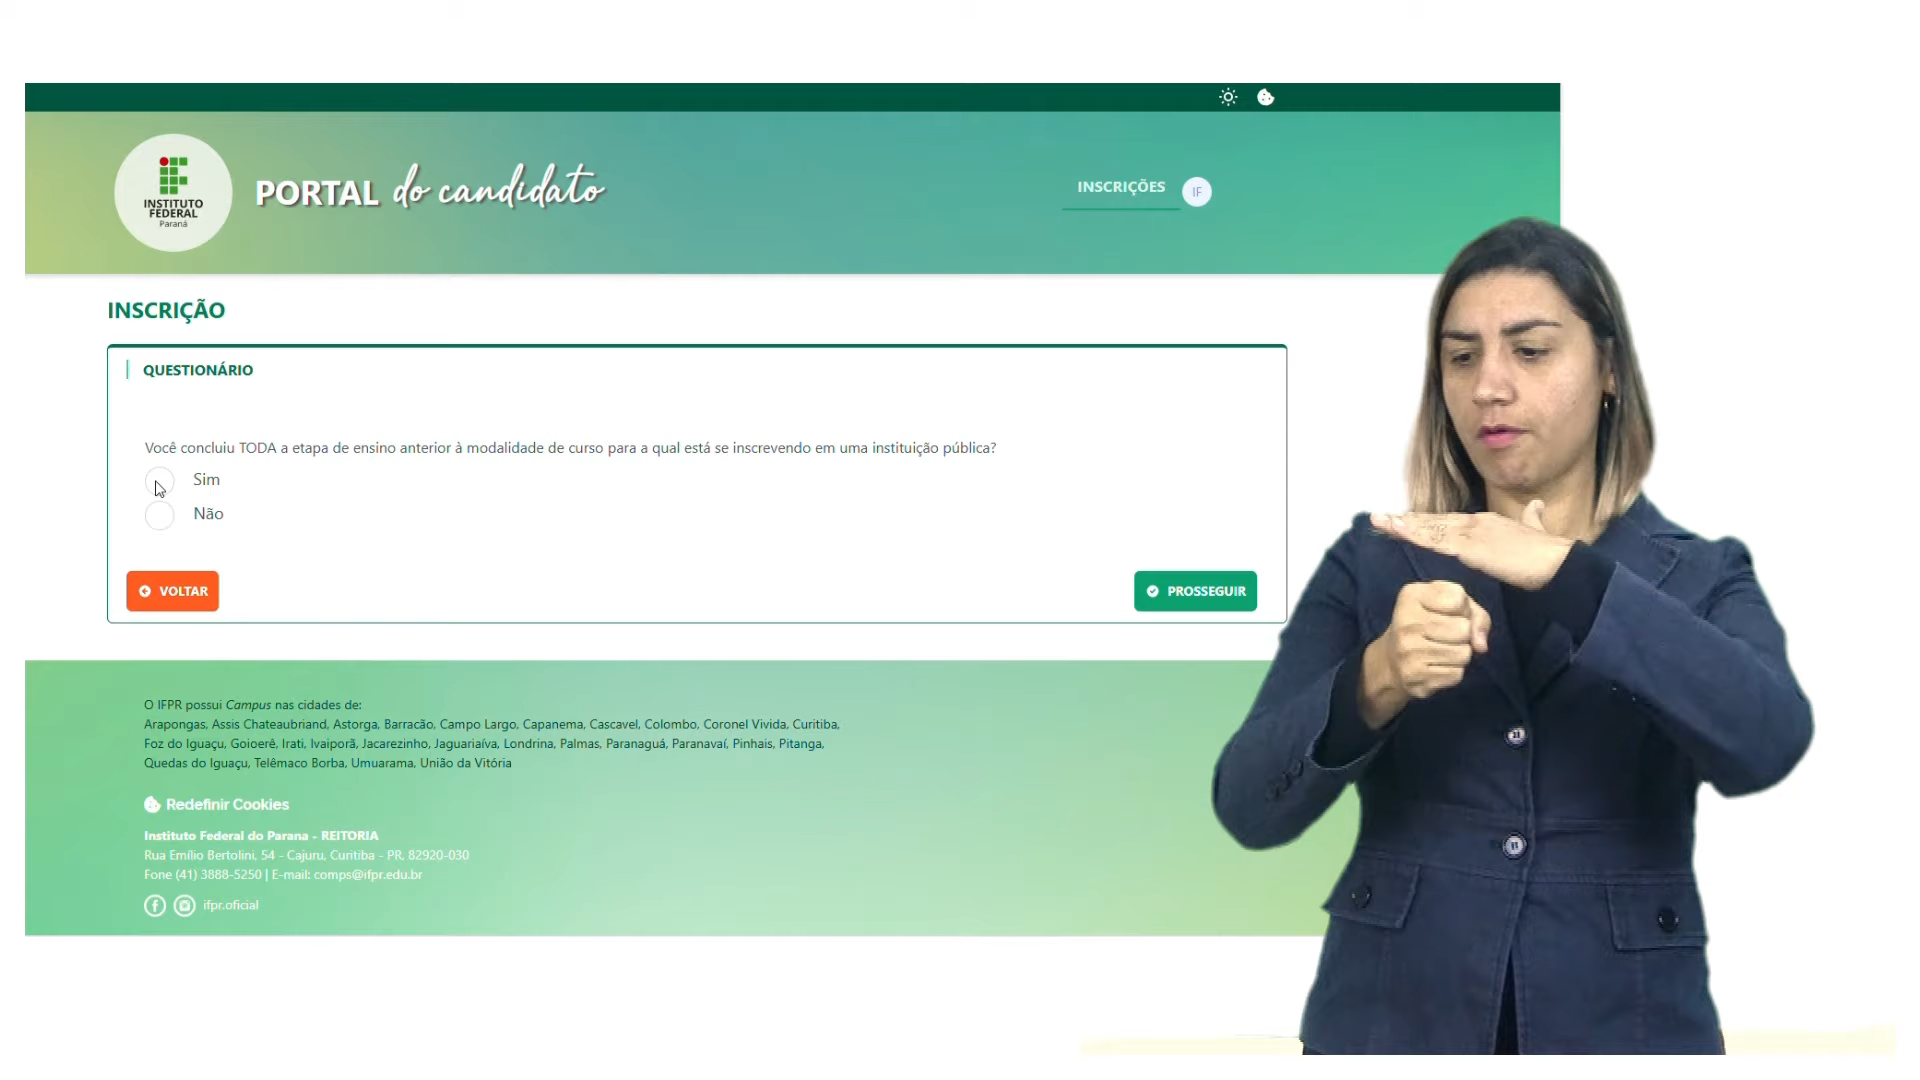 INSTITUTO
FEDERAL
Paraná
PORTAL do candidato
INSCRIÇÕES
IF
INSCRIÇÃO
QUESTIONÁRIO
Você concluiu TODA a etapa de ensino anterior à modalidade de curso para a qual está se inscrevendo em uma instituição pública?
Sim
Não
VOLTAR
PROSSEGUIR
O IFPR possui Campus nas cidades de:
Arapongas, Assis Chateaubriand, Astorga, Barracão, Campo Largo, Capanema, Cascavel, Colombo, Coronel Vivida, Curitiba,
Foz do Iguaçu, Goioerê, Irati, Ivaiporã, Jacarezinho, Jaguariaíva, Londrina, Palmas, Paranaguá, Paranavaí, Pinhais, Pitanga,
Quedas do Iguaçu, Telêmaco Borba, Umuarama, União da Vitória
Redefinir Cookies
Instituto Federal do Parana - REITORIA
Rua Emílio Bertolini, 54 - Cajuru, Curitiba - PR, 82920-030
Fone (41) 3888-5250 | E-mail: comps@ifpr.edu.br
ifpr.oficial